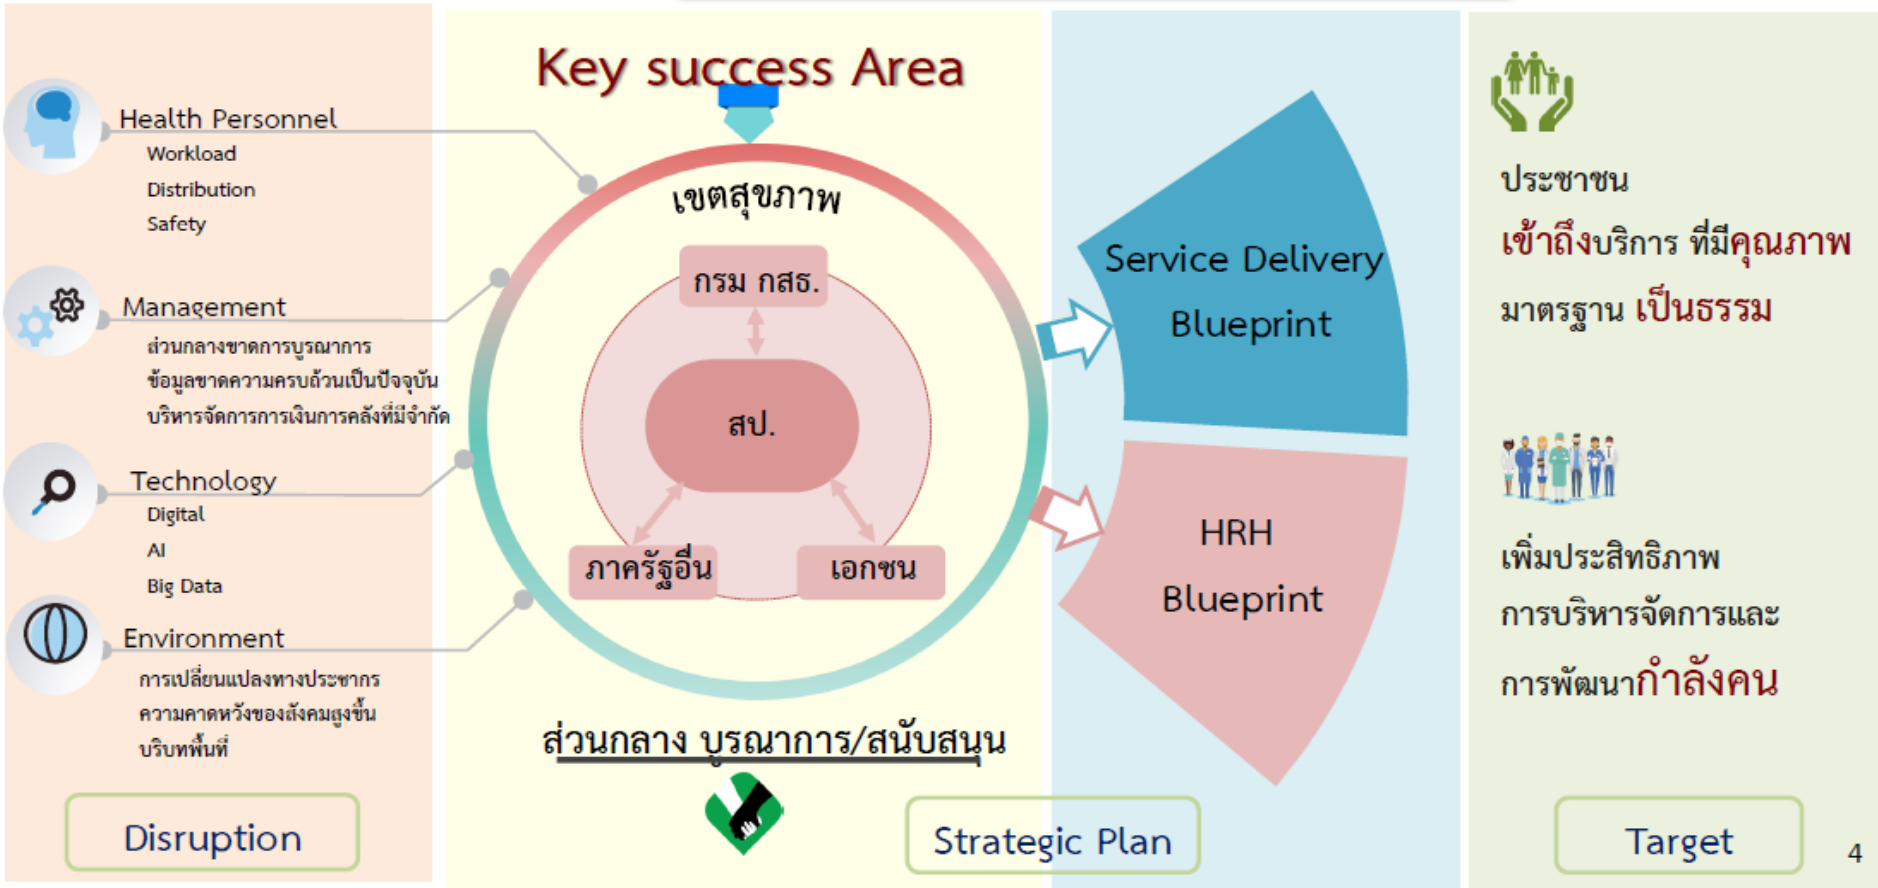 Health Personnel
Workload
Distribution
Safety
Management
ส่วนกลางขาดการบูรณาการ
ข้อมูลขาดความครบถ้วนเป็นปัจจุบัน
บริหารจัดการการเงินการคลังที่มีจำกัด
Technology
Digital
AI
Big Data
Environment
การเปลี่ยนแปลงทางประชากร
ความคาดหวังของสังคมสูงขึ้น
บริบทพื้นที่
Disruption
Key success Area
เขตสุขภาพ
กรม กสธ.
สป.
ภาครัฐอื่น
เอกชน
ส่วนกลาง บูรณาการ/สนับสนุน
Service Delivery
Blueprint
HRH
Blueprint
Strategic Plan
ประชาชน
เข้าถึงบริการ ที่มีคุณภาพ
มาตรฐาน เป็นธรรม
เพิ่มประสิทธิภาพ
การบริหารจัดการและ
การพัฒนากำลังคน
Target
4